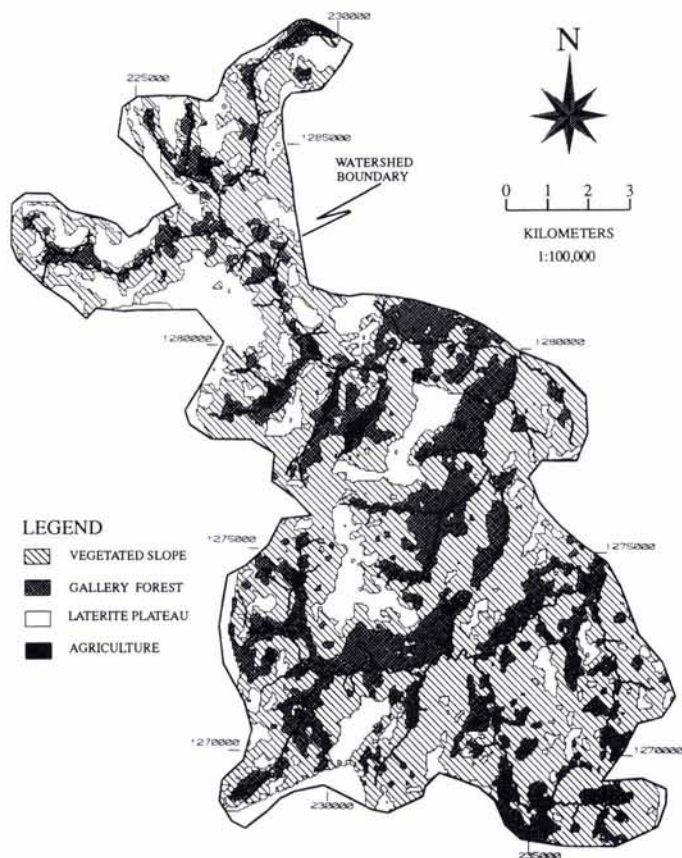 230000
N
225000
1285000
WATERSHED
BOUNDARY
0 1 2 3
KILOMETERS
1:100,000
1280000
1280000
LEGEND
VEGETATED SLOPE
GALLERY FOREST
LATERITE PLATEAU
AGRICULTURE
1275000
1275000
1270000
1270000
230000
235000